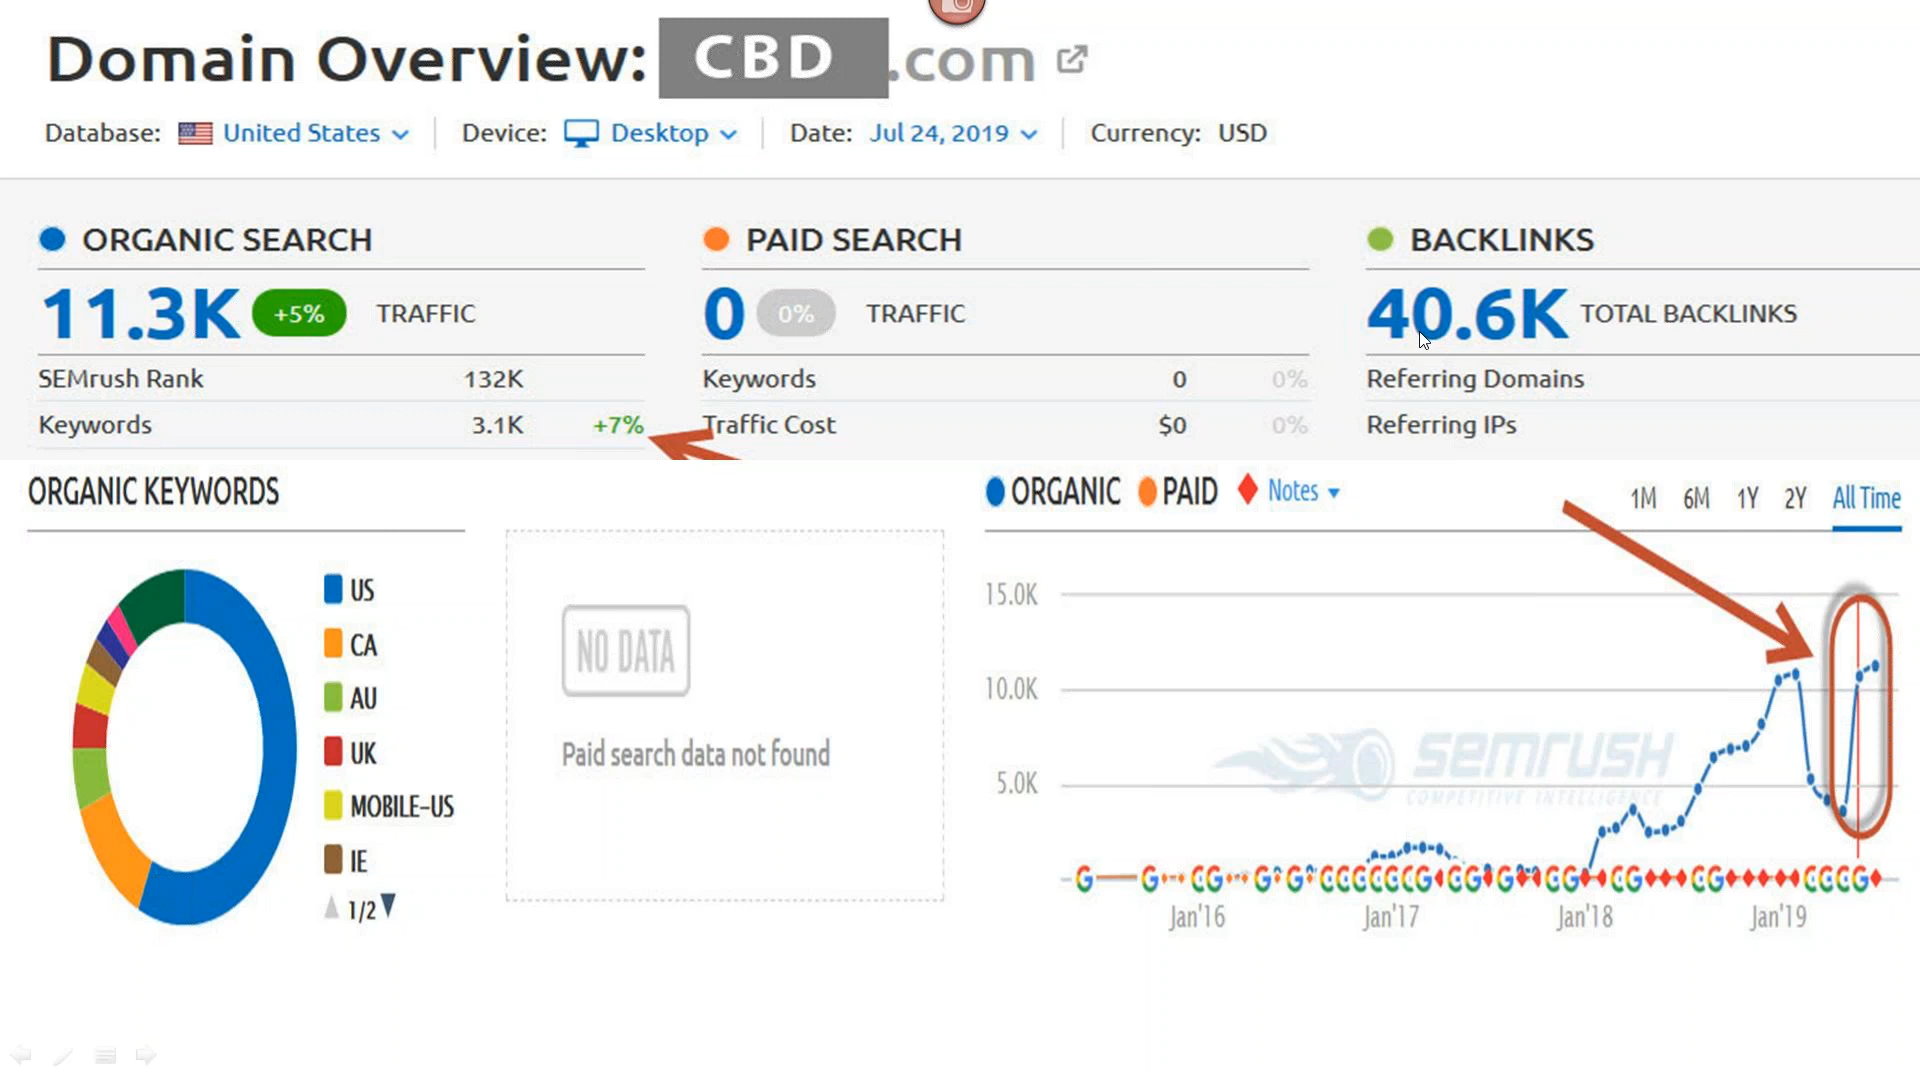 Domain Overview: CBD .com
Database: United States Device: Desktop Date: Jul 24, 2019 Currency: USD
ORGANIC SEARCH
11.3K +5% TRAFFIC
SEMrush Rank 132K
Keywords 3.1K +7%
PAID SEARCH
0 0% TRAFFIC
Keywords 0 0%
Traffic Cost $0 0%
BACKLINKS
40.6K TOTAL BACKLINKS
Referring Domains
Referring IPs
ORGANIC KEYWORDS
US
CA
AU
UK
MOBILE-US
IE
1/2
NO DATA
Paid search data not found
ORGANIC PAID Notes 1M 6M 1Y 2Y All Time
15.0K
10.0K
5.0K
SEMRUSH
COMPETITIVE INTELLIGENCE
Jan'16 Jan'17 Jan'18 Jan'19